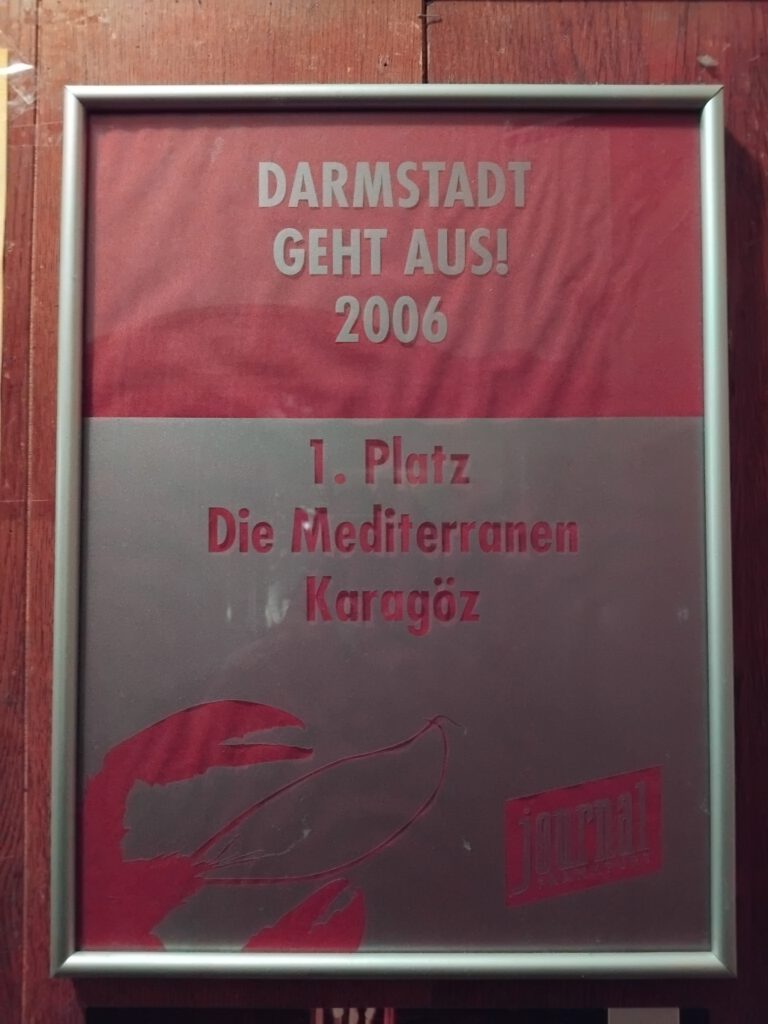 DARMSTADT
GEHT AUS!
2006
1. Platz
Die Mediterranen
Karagöz
journal